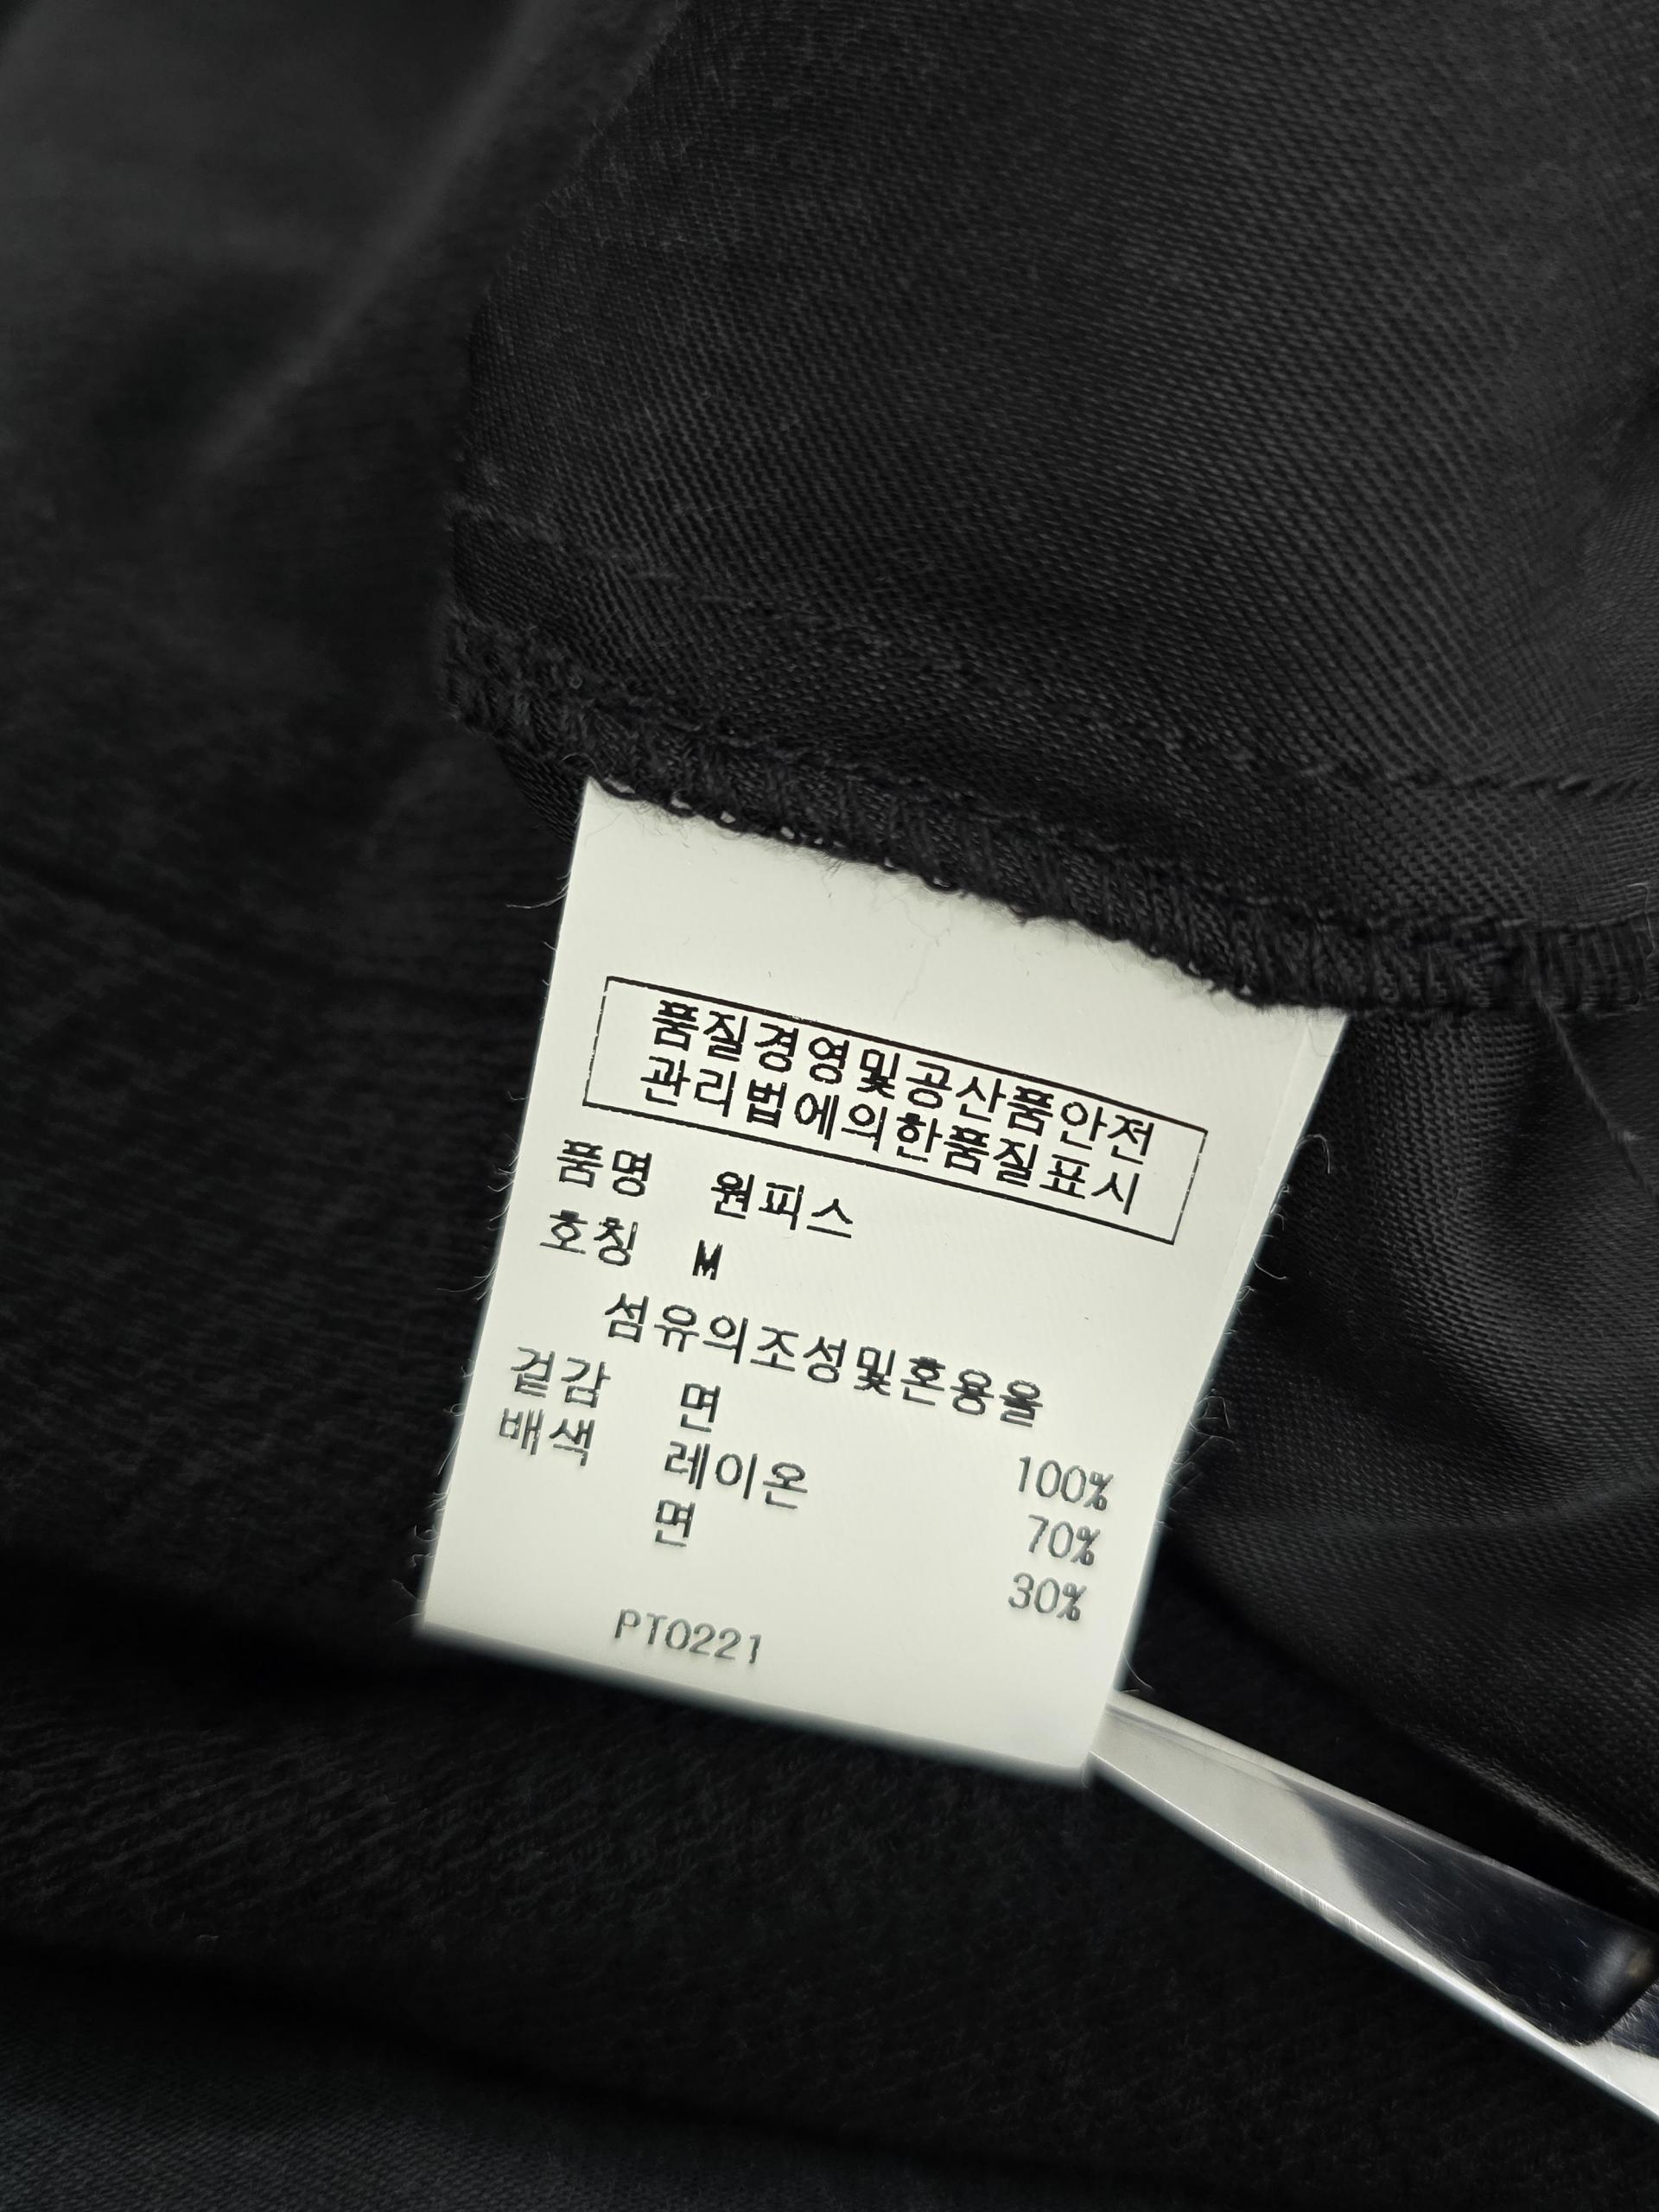 품질경영및공산품안전
관리법에의한품질표시
품명 원피스
호칭 M
섬유의조성및혼용율
겉감 면 100%
배색 레이온 70%
면 30%
PT0221